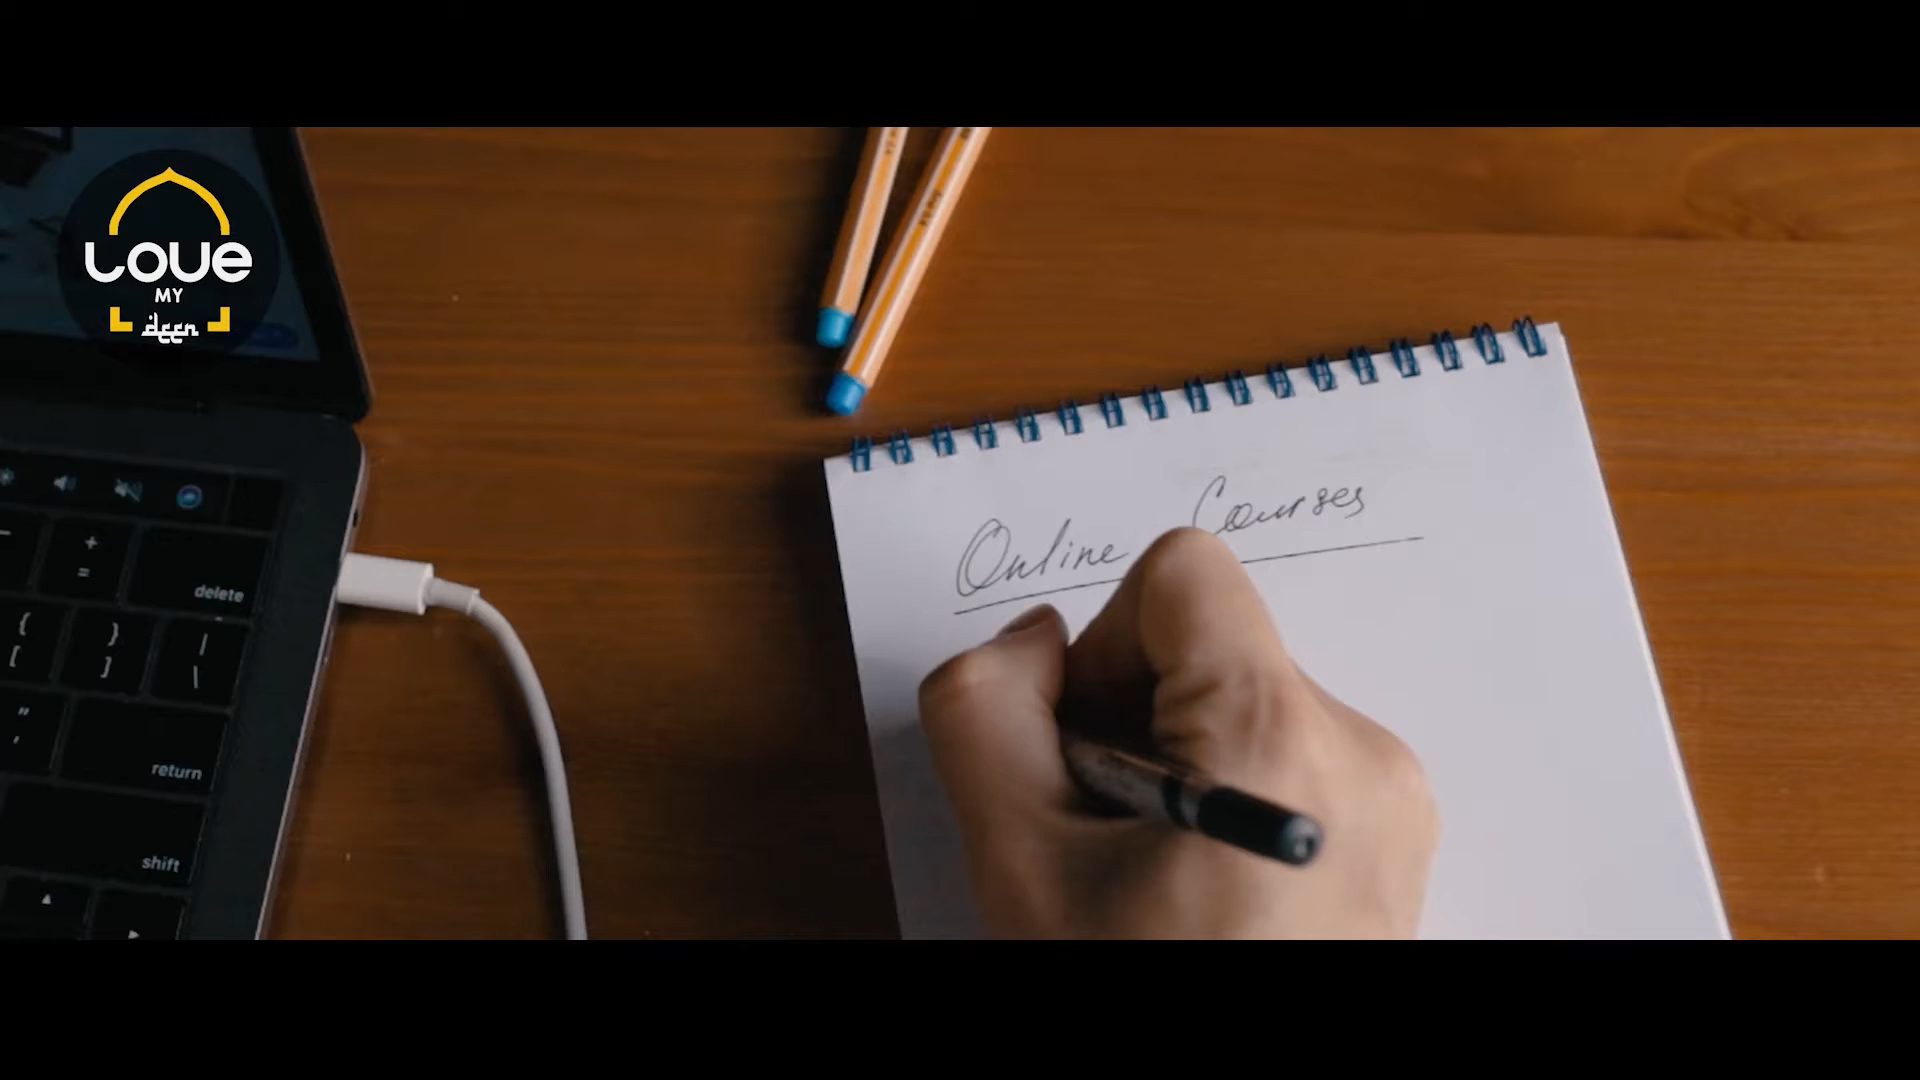 LOVE
MY
deen
Online Courses
+
=
delete
{
[
}
]
|
\
"
'
return
shift